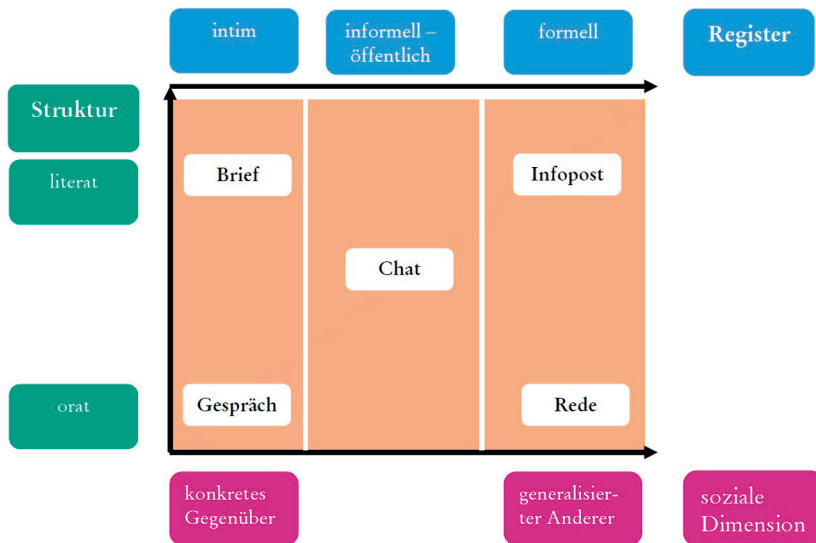 intim
informell –
öffentlich
formell
Register
Struktur
literat
Brief
Infopost
Chat
orat
Gespräch
Rede
konkretes
Gegenüber
generalisier-
ter Anderer
soziale
Dimension